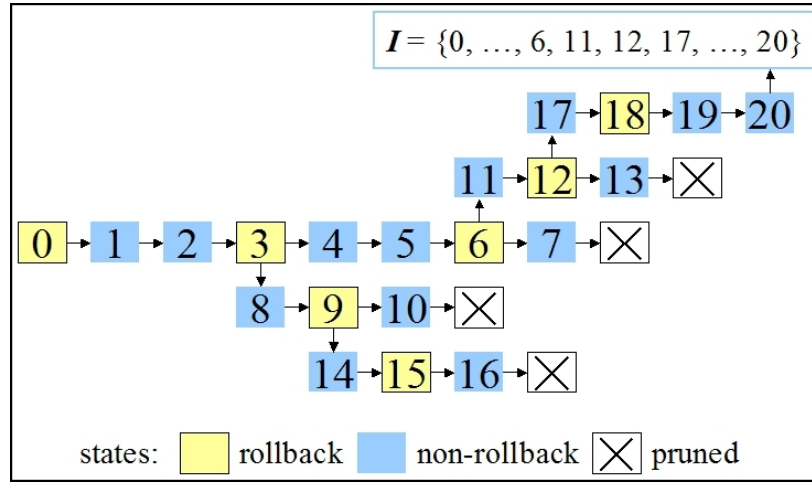 I = {0, …, 6, 11, 12, 17, …, 20}
17 18 19 20
11 12 13
0 1 2 3 4 5 6 7
8 9 10
14 15 16
states: rollback non-rollback pruned